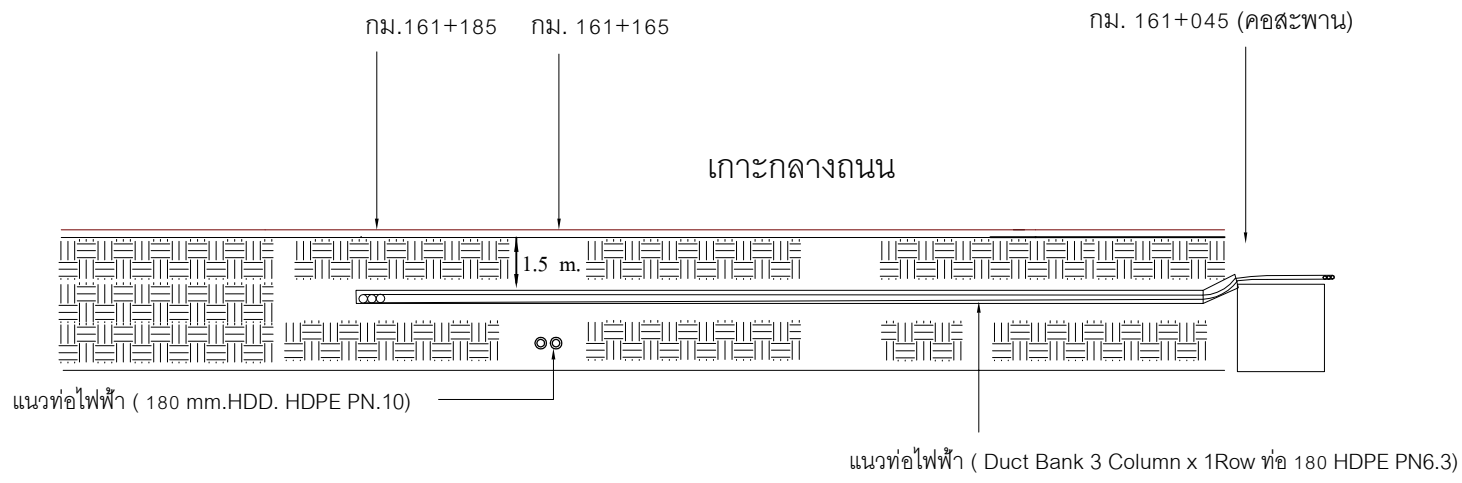 กม.161+185
กม. 161+165
กม. 161+045 (คอสะพาน)
เกาะกลางถนน
1.5 m.
แนวท่อไฟฟ้า ( 180 mm.HDD. HDPE PN.10)
แนวท่อไฟฟ้า ( Duct Bank 3 Column x 1Row ท่อ 180 HDPE PN6.3)